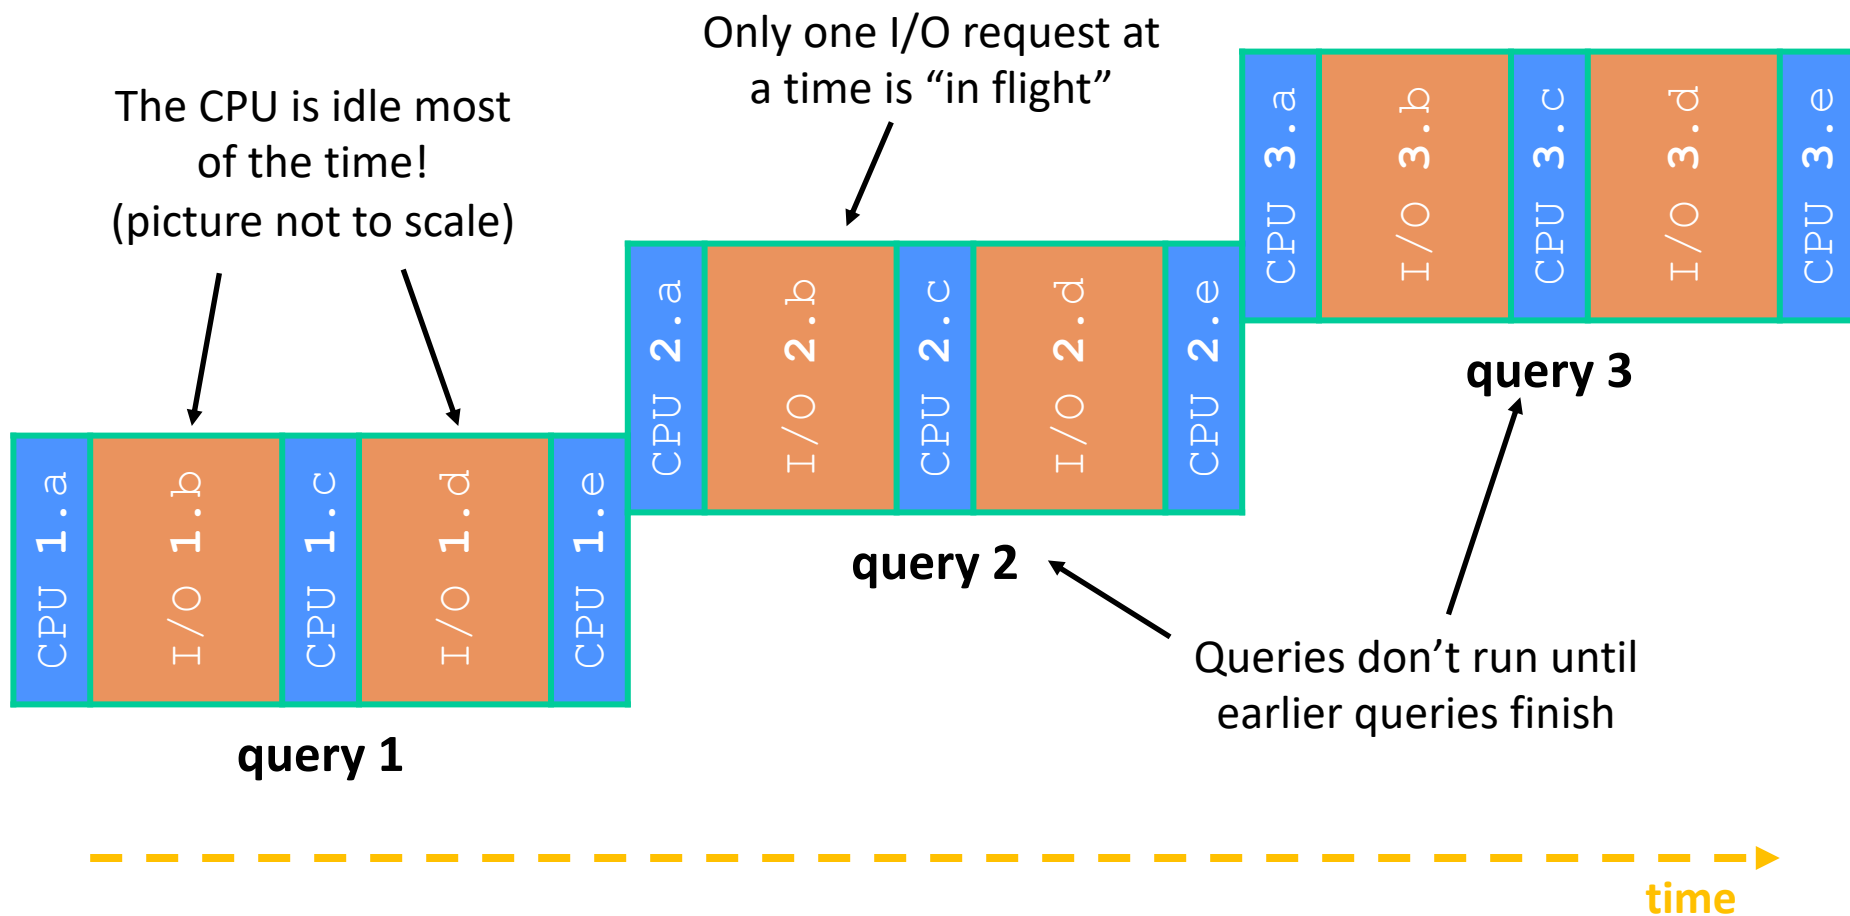 The CPU is idle most
of the time!
(picture not to scale)
Only one I/O request at
a time is “in flight”
CPU 1.a
I/O 1.b
CPU 1.c
I/O 1.d
CPU 1.e
query 1
CPU 2.a
I/O 2.b
CPU 2.c
I/O 2.d
CPU 2.e
query 2
CPU 3.a
I/O 3.b
CPU 3.c
I/O 3.d
CPU 3.e
query 3
Queries don’t run until
earlier queries finish
time